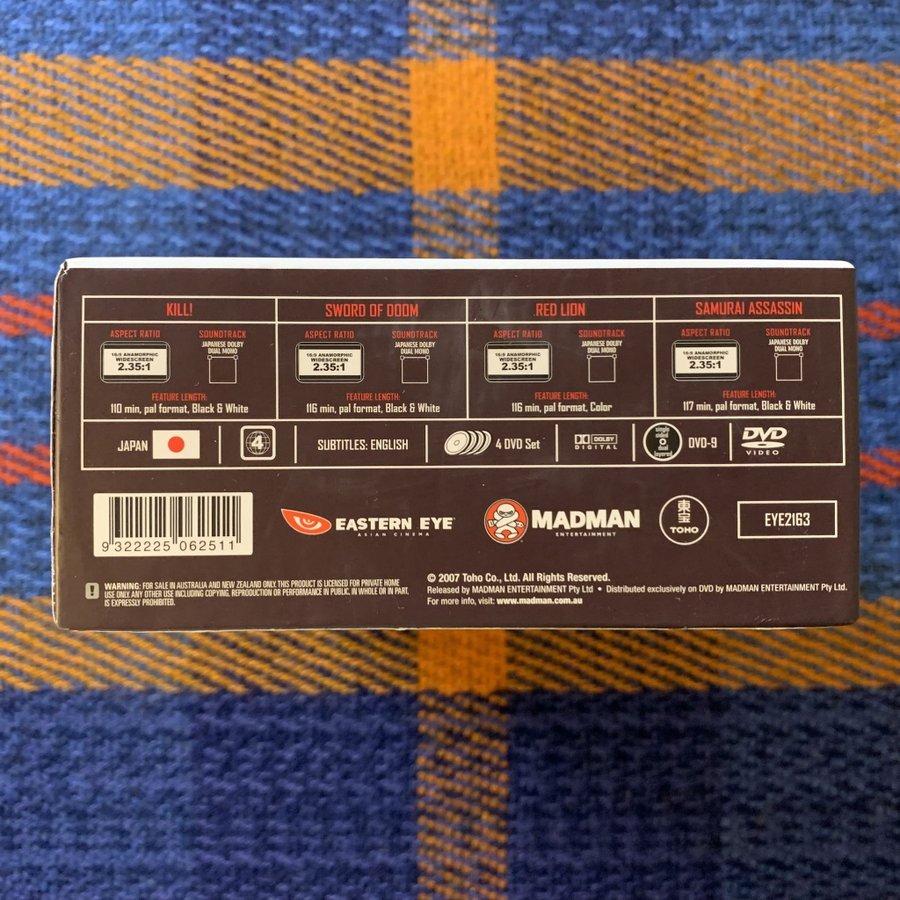 KILL!
SWORD OF DOOM
RED LION
SAMURAI ASSASSIN
ASPECT RATIO
16:9 ANAMORPHIC
WIDESCREEN
2.35:1
SOUNDTRACK
JAPANESE DOLBY
DUAL MONO
FEATURE LENGTH:
110 min, pal format, Black & White
ASPECT RATIO
16:9 ANAMORPHIC
WIDESCREEN
2.35:1
SOUNDTRACK
JAPANESE DOLBY
DUAL MONO
FEATURE LENGTH:
116 min, pal format, Black & White
ASPECT RATIO
16:9 ANAMORPHIC
WIDESCREEN
2.35:1
SOUNDTRACK
JAPANESE DOLBY
DUAL MONO
FEATURE LENGTH:
116 min, pal format, Color
ASPECT RATIO
16:9 ANAMORPHIC
WIDESCREEN
2.35:1
SOUNDTRACK
JAPANESE DOLBY
DUAL MONO
FEATURE LENGTH:
117 min, pal format, Black & White
JAPAN
4
SUBTITLES: ENGLISH
4 DVD Set
DOLBY
DIGITAL
single
sided
dual
layered
DVD-9
DVD
VIDEO
9 322225 062511
EASTERN EYE
ASIAN CINEMA
MADMAN
ENTERTAINMENT
東宝
TOHO
EYE2163
WARNING: FOR SALE IN AUSTRALIA AND NEW ZEALAND ONLY. THIS PRODUCT IS LICENSED FOR PRIVATE HOME
USE ONLY. ANY OTHER USE INCLUDING COPYING, REPRODUCTION OR PERFORMANCE IN PUBLIC, IN WHOLE OR IN PART,
IS EXPRESSLY PROHIBITED.
© 2007 Toho Co., Ltd. All Rights Reserved.
Released by MADMAN ENTERTAINMENT Pty Ltd • Distributed exclusively on DVD by MADMAN ENTERTAINMENT Pty Ltd.
For more info, visit: www.madman.com.au